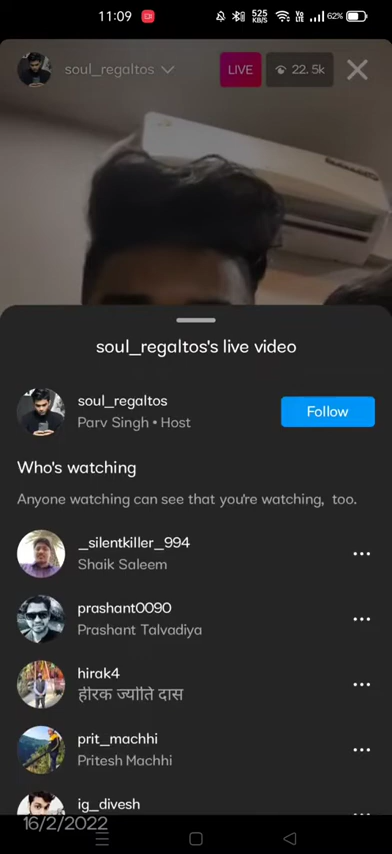 11:09
525 KB/S
Vo LTE
62%
soul_regaltos
LIVE
22.5k
soul_regaltos's live video
soul_regaltos
Parv Singh • Host
Follow
Who's watching
Anyone watching can see that you're watching, too.
_silentkiller_994
Shaik Saleem
prashant0090
Prashant Talvadiya
hirak4
हीरक ज्योति दास
prit_machhi
Pritesh Machhi
ig_divesh
16/2/2022